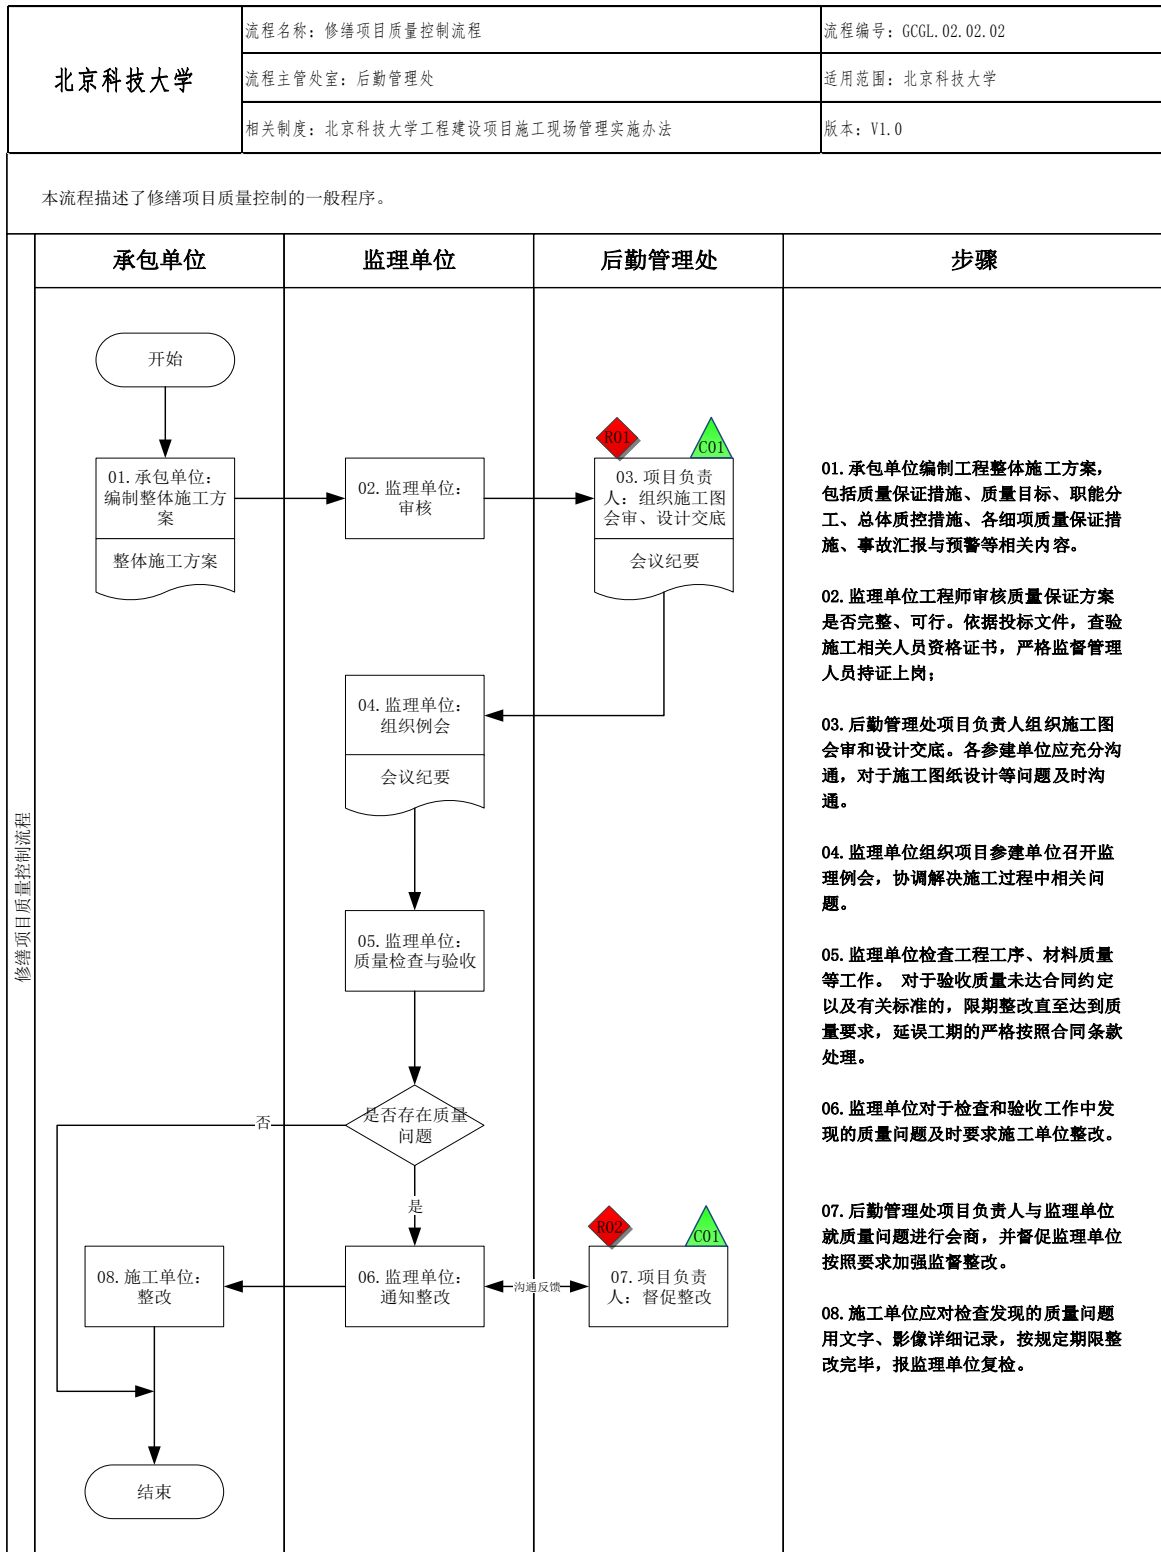 北京科技大学
流程名称：修缮项目质量控制流程
流程编号：GCGL.02.02.02
流程主管处室：后勤管理处
适用范围：北京科技大学
相关制度：北京科技大学工程建设项目施工现场管理实施办法
版本：V1.0
本流程描述了修缮项目质量控制的一般程序。
修缮项目质量控制流程
承包单位
监理单位
后勤管理处
步骤
开始
01.承包单位：
编制整体施工方
案
整体施工方案
02.监理单位：
审核
R01
C01
03.项目负责
人：组织施工图
会审、设计交底
会议纪要
04.监理单位：
组织例会
会议纪要
05.监理单位：
质量检查与验收
是否存在质量
问题
否
是
08.施工单位：
整改
06.监理单位：
通知整改
沟通反馈
R02
C01
07.项目负责
人：督促整改
结束
01.承包单位编制工程整体施工方案，
包括质量保证措施、质量目标、职能分
工、总体质控措施、各细项质量保证措
施、事故汇报与预警等相关内容。
02.监理单位工程师审核质量保证方案
是否完整、可行。依据投标文件，查验
施工相关人员资格证书，严格监督管理
人员持证上岗；
03.后勤管理处项目负责人组织施工图
会审和设计交底。各参建单位应充分沟
通，对于施工图纸设计等问题及时沟
通。
04.监理单位组织项目参建单位召开监
理例会，协调解决施工过程中相关问
题。
05.监理单位检查工程工序、材料质量
等工作。 对于验收质量未达合同约定
以及有关标准的，限期整改直至达到质
量要求，延误工期的严格按照合同条款
处理。
06.监理单位对于检查和验收工作中发
现的质量问题及时要求施工单位整改。
07.后勤管理处项目负责人与监理单位
就质量问题进行会商，并督促监理单位
按照要求加强监督整改。
08.施工单位应对检查发现的质量问题
用文字、影像详细记录，按规定期限整
改完毕，报监理单位复检。